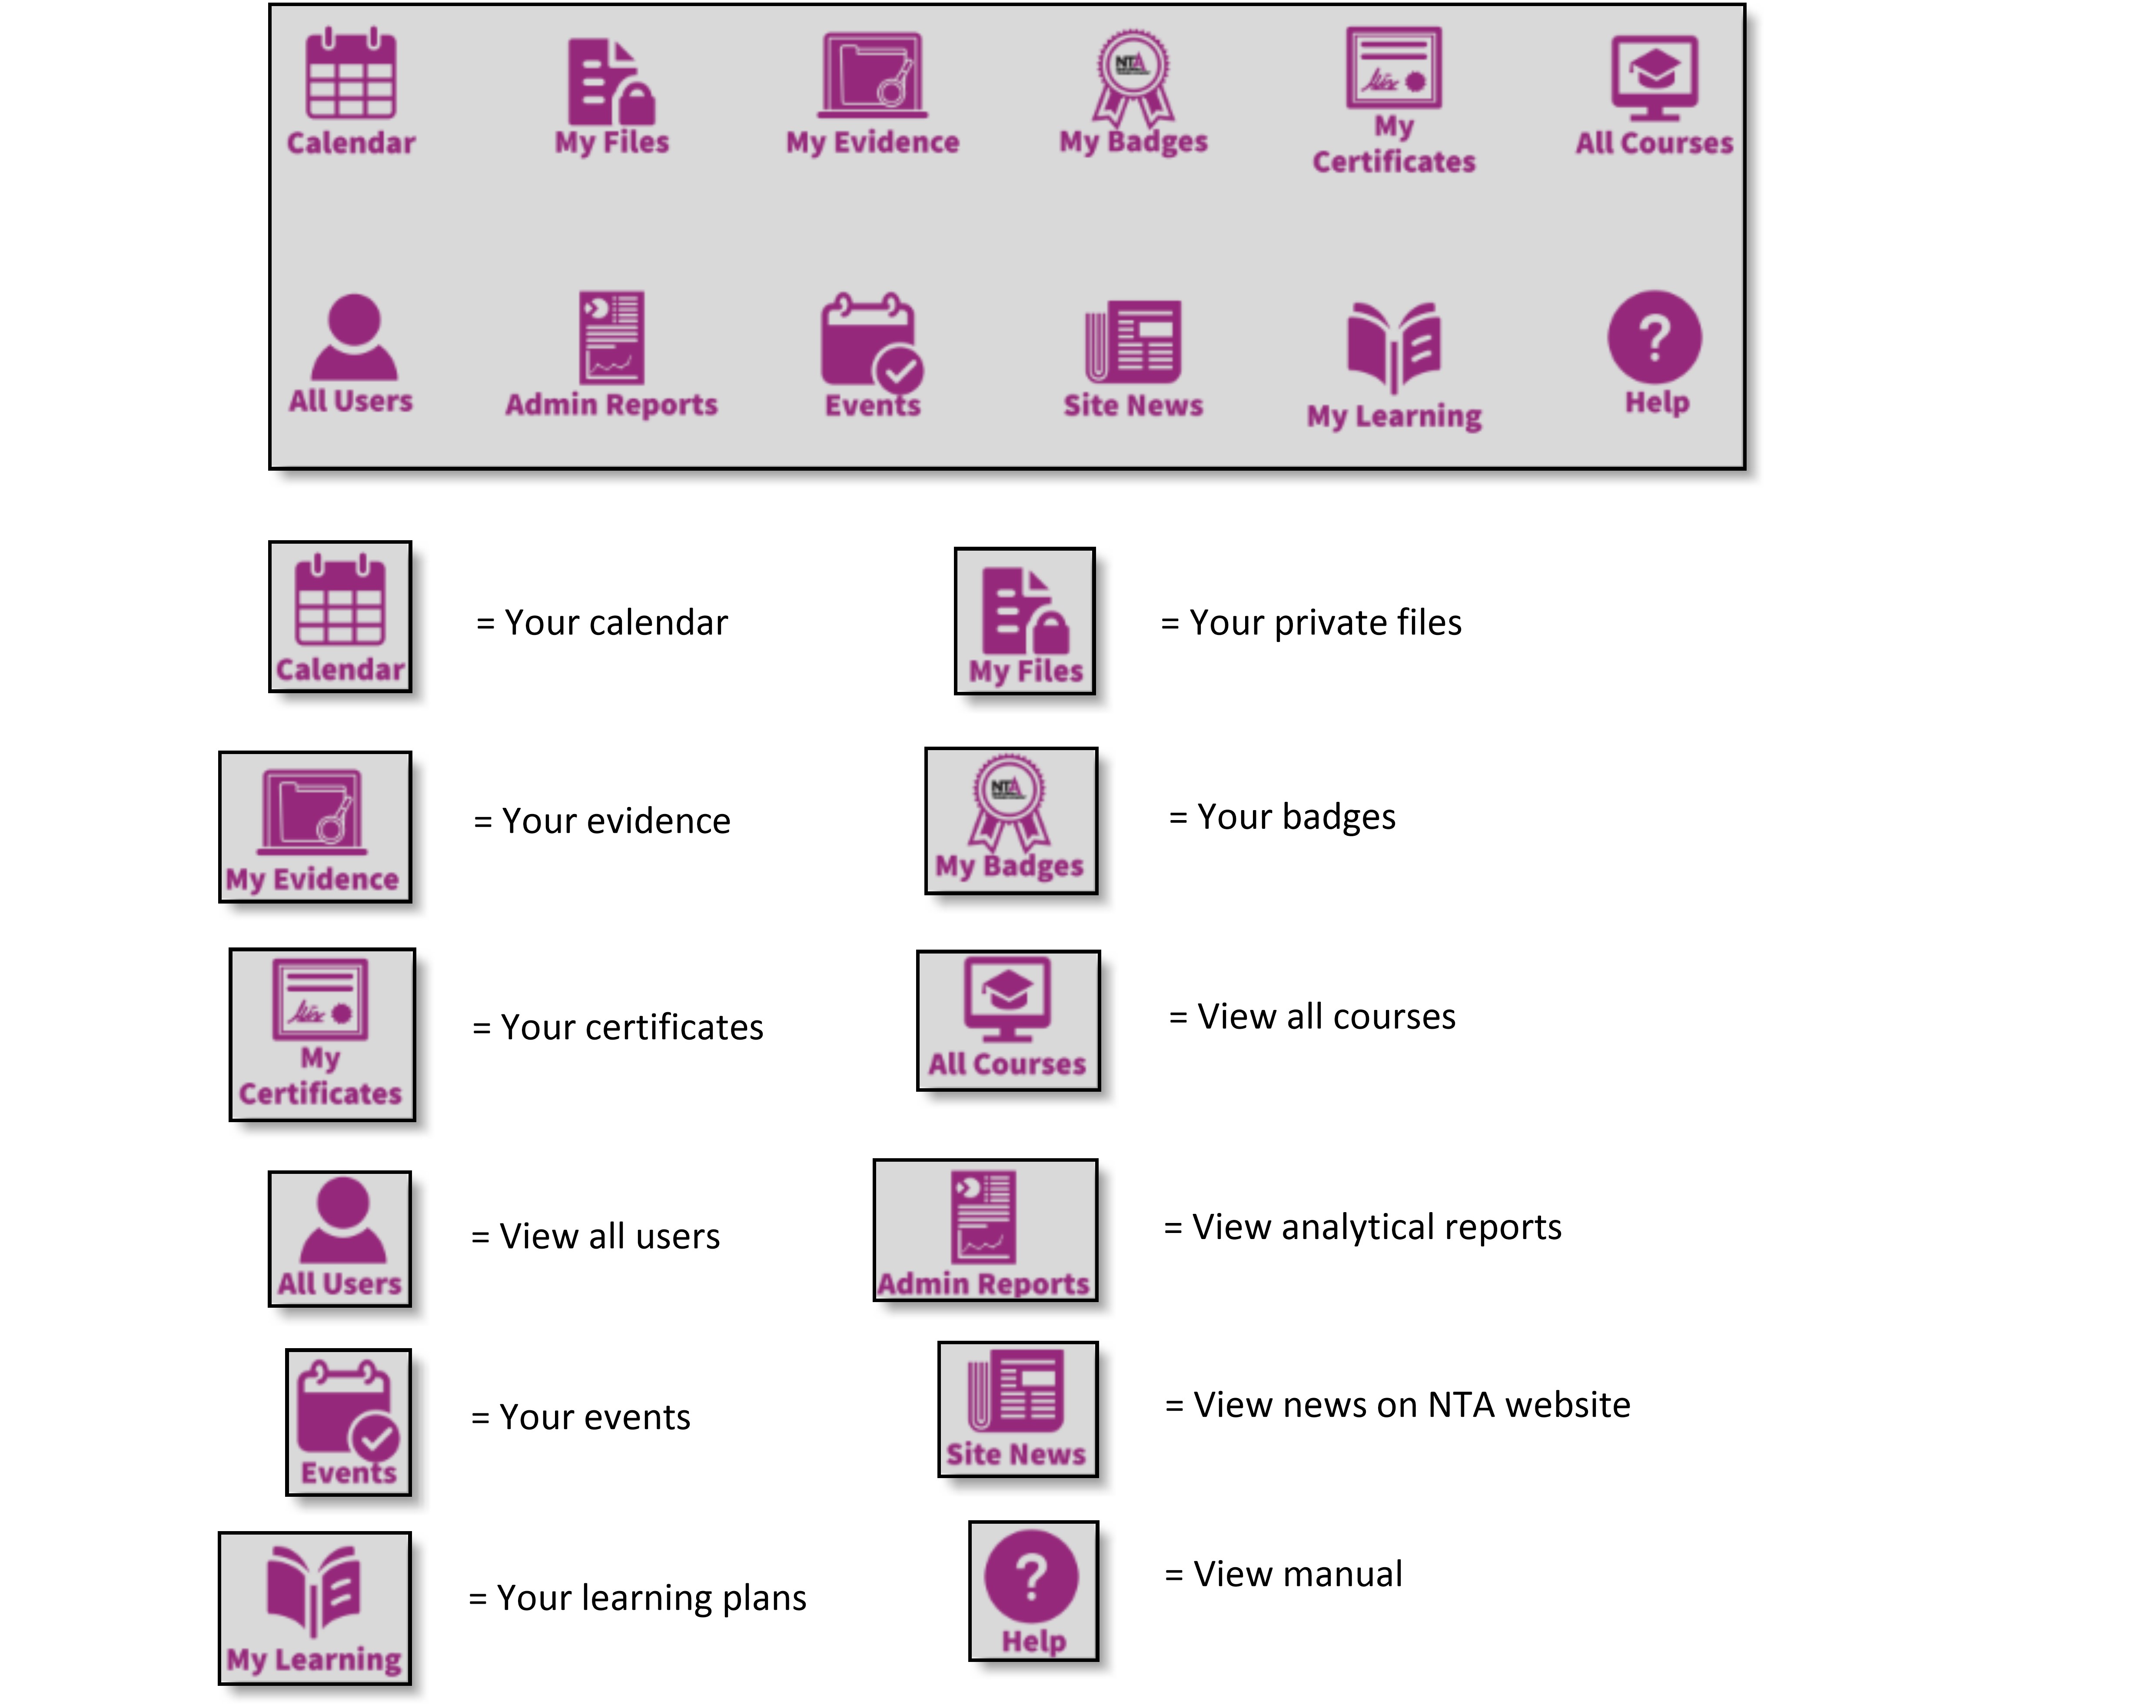 Calendar
My Files
My Evidence
NTA
My Badges
My
Certificates
All Courses
All Users
Admin Reports
Events
Site News
My Learning
?
Help
Calendar
= Your calendar
My Files
= Your private files
My Evidence
= Your evidence
NTA
My Badges
= Your badges
My
Certificates
= Your certificates
All Courses
= View all courses
All Users
= View all users
Admin Reports
= View analytical reports
Events
= Your events
Site News
= View news on NTA website
My Learning
= Your learning plans
?
Help
= View manual